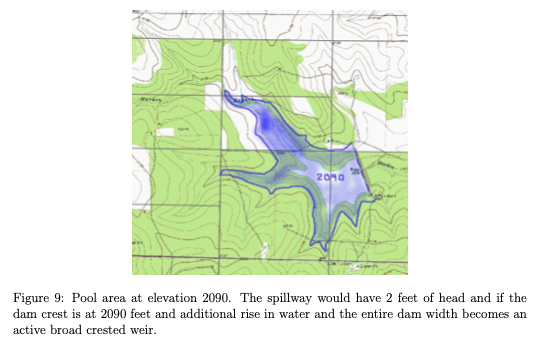 2090
Figure 9: Pool area at elevation 2090. The spillway would have 2 feet of head and if the
dam crest is at 2090 feet and additional rise in water and the entire dam width becomes an
active broad crested weir.